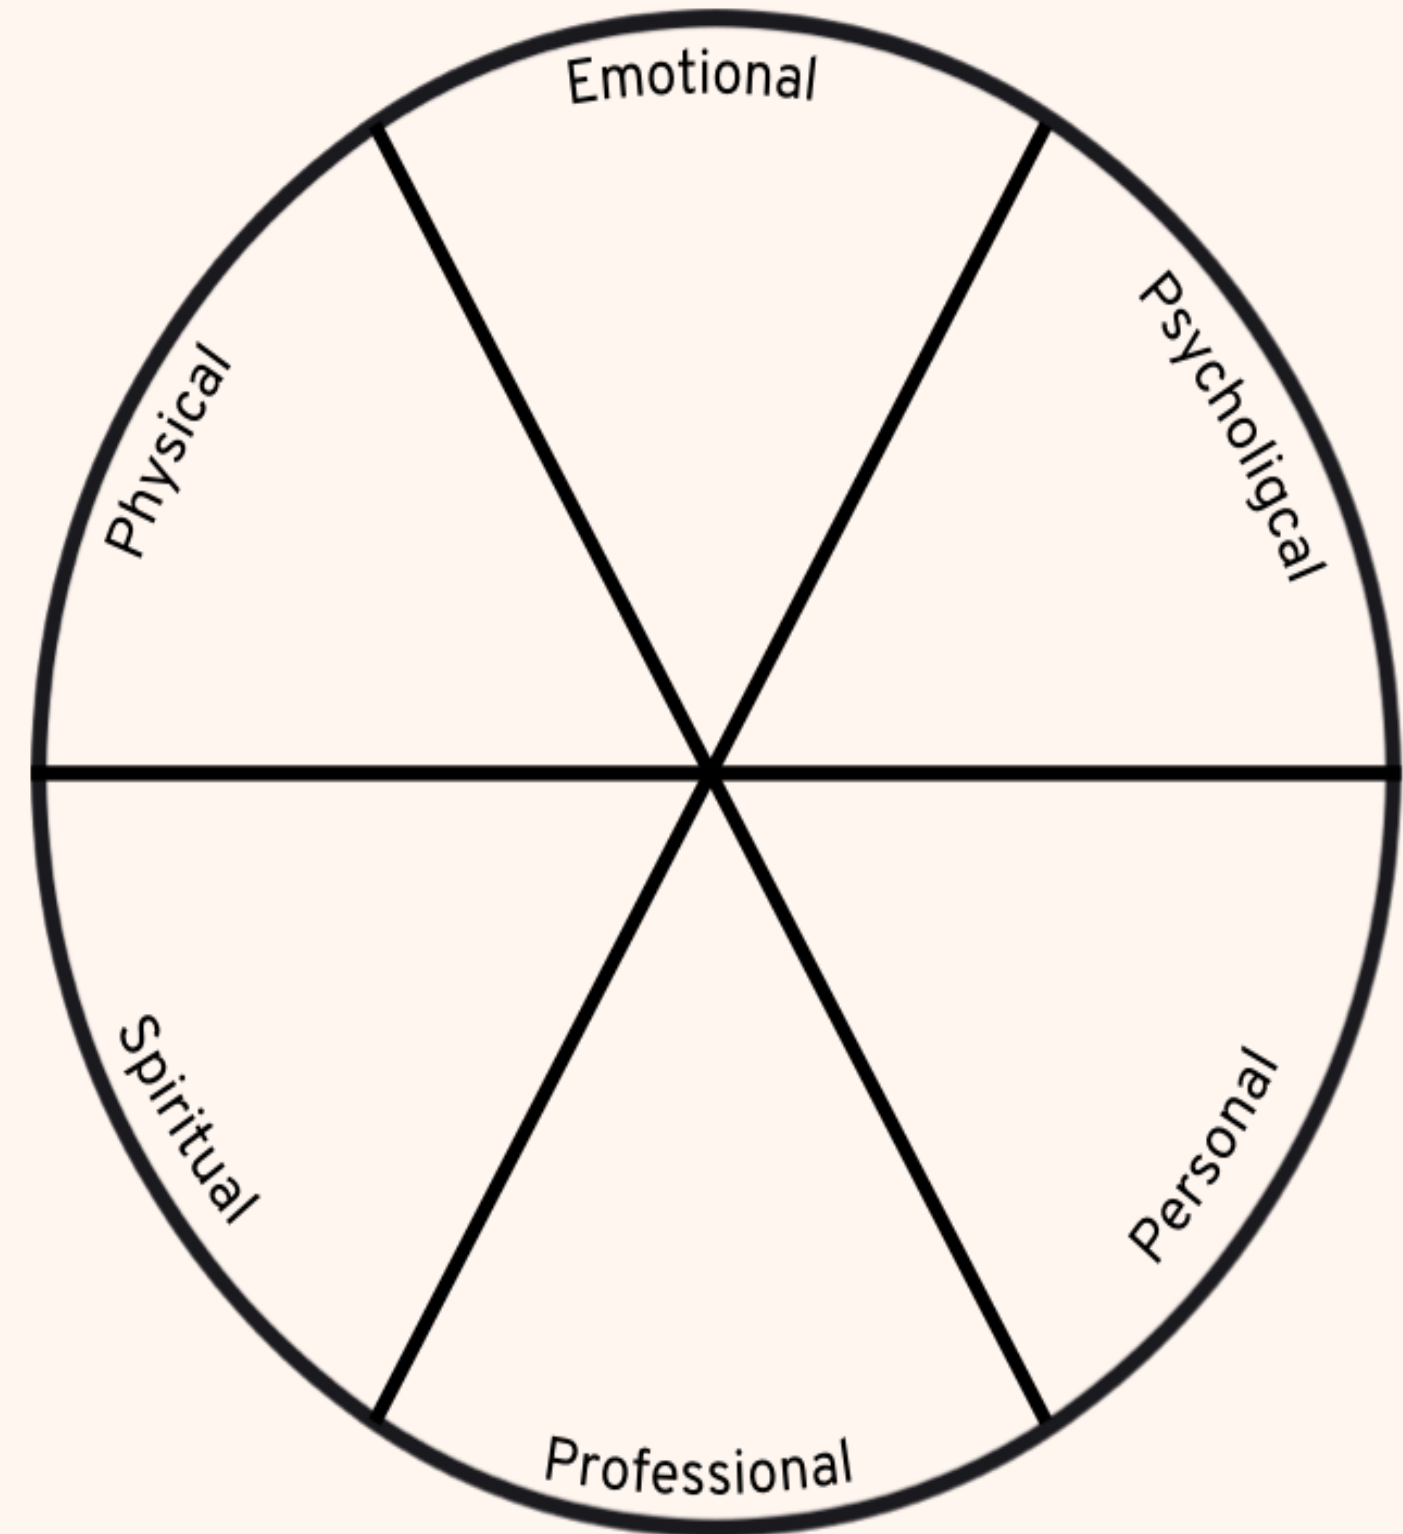 Emotional
Psycholigcal
Personal
Professional
Spiritual
Physical